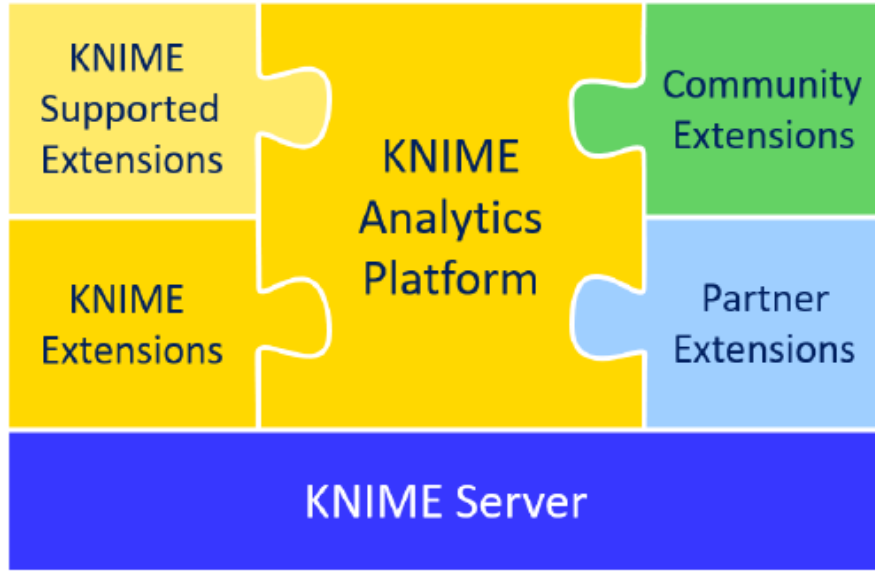 KNIME
Supported
Extensions
KNIME
Analytics
Platform
Community
Extensions
KNIME
Extensions
Partner
Extensions
KNIME Server